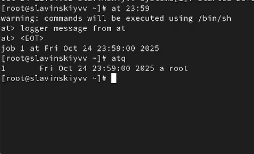 [root@slavinskiyvv ~]# at 23:59
warning: commands will be executed using /bin/sh
at> logger message from at
at> <EOT>
job 1 at Fri Oct 24 23:59:00 2025
[root@slavinskiyvv ~]# atq
1 Fri Oct 24 23:59:00 2025 a root
[root@slavinskiyvv ~]#